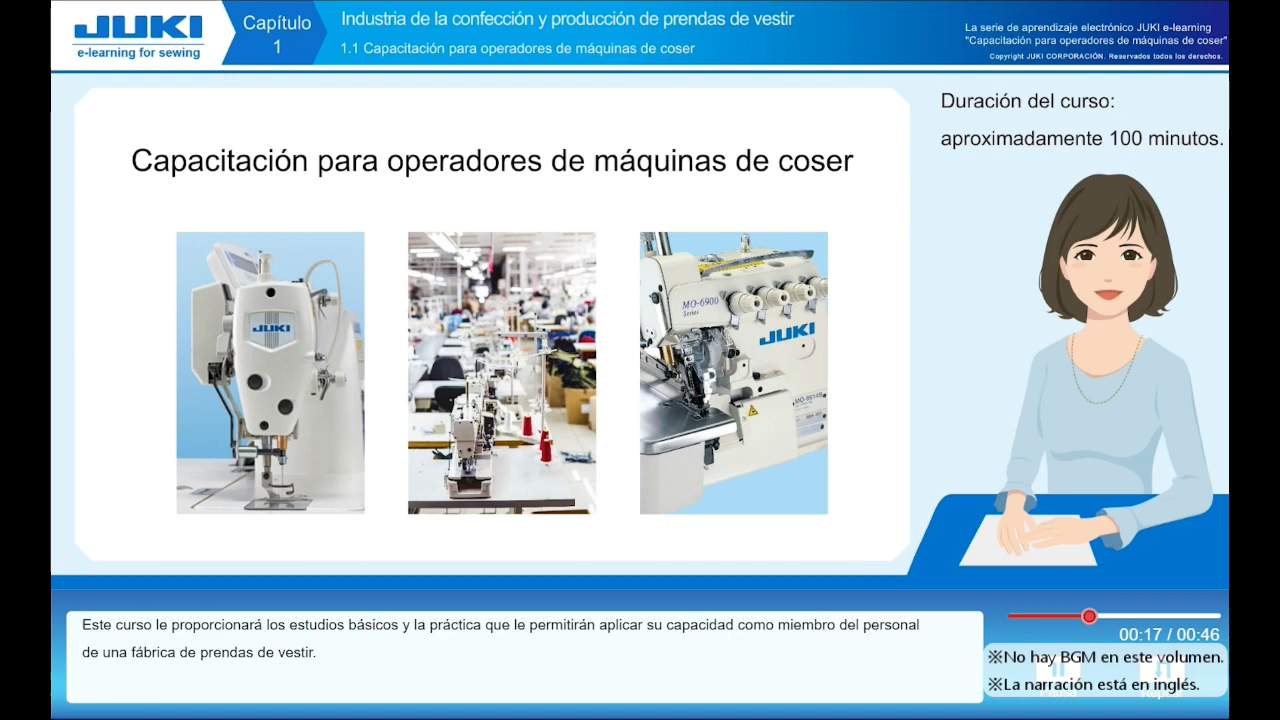 JUKI
e-learning for sewing
Capítulo
1
Industria de la confección y producción de prendas de vestir
1.1 Capacitación para operadores de máquinas de coser
La serie de aprendizaje electrónico JUKI e-learning
"Capacitación para operadores de máquinas de coser"
Copyright JUKI CORPORACIÓN. Reservados todos los derechos.
Duración del curso:
aproximadamente 100 minutos.
Capacitación para operadores de máquinas de coser
JUKI
MO-6900
Series
JUKI
Este curso le proporcionará los estudios básicos y la práctica que le permitirán aplicar su capacidad como miembro del personal
de una fábrica de prendas de vestir.
00:17 / 00:46
※No hay BGM en este volumen.
※La narración está en inglés.